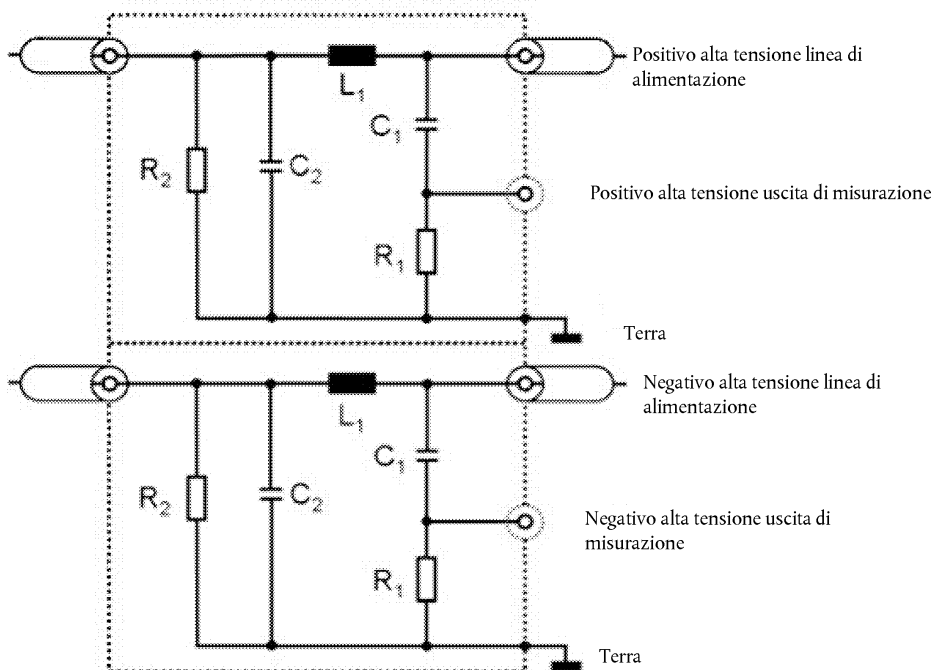 Positivo alta tensione linea di
alimentazione
L1
C1
R2
C2
Positivo alta tensione uscita di misurazione
R1
Terra
Negativo alta tensione linea di
alimentazione
L1
C1
R2
C2
Negativo alta tensione uscita di
misurazione
R1
Terra